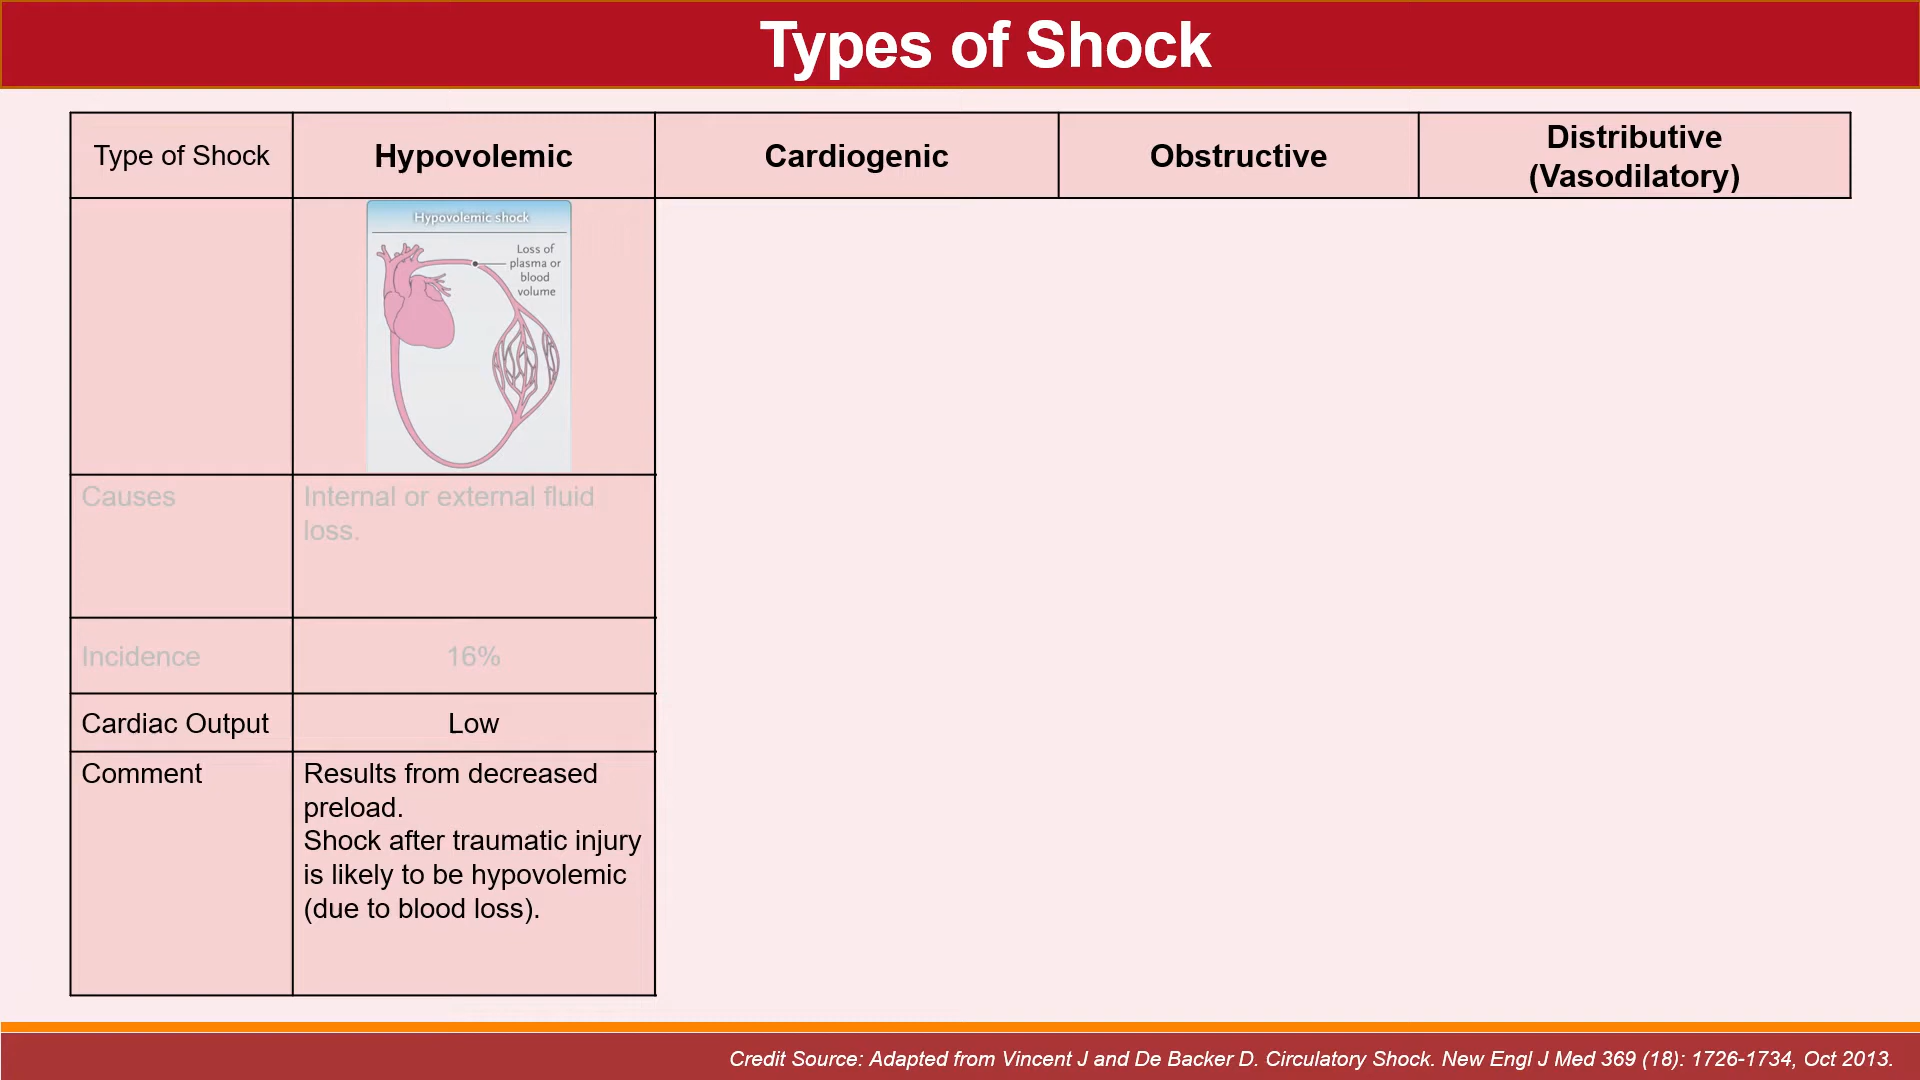 Types of Shock
Type of Shock
Hypovolemic
Cardiogenic
Obstructive
Distributive
(Vasodilatory)
Hypovolemic shock
Loss of
plasma or
blood
volume
Causes
Internal or external fluid
loss.
Incidence
16%
Cardiac Output
Low
Comment
Results from decreased
preload.
Shock after traumatic injury
is likely to be hypovolemic
(due to blood loss).
Credit Source: Adapted from Vincent J and De Backer D. Circulatory Shock. New Engl J Med 369 (18): 1726-1734, Oct 2013.